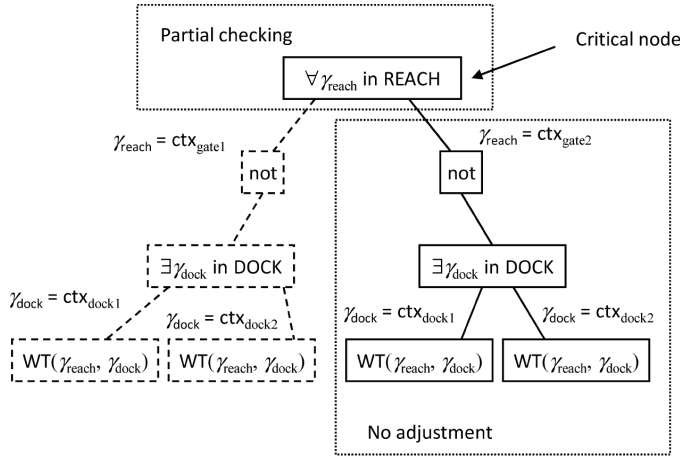 Partial checking
Critical node
∀γreach in REACH
γreach = ctxgate1
γreach = ctxgate2
not
not
∃γdock in DOCK
∃γdock in DOCK
γdock = ctxdock1
γdock = ctxdock2
γdock = ctxdock1
γdock = ctxdock2
WT(γreach, γdock)
WT(γreach, γdock)
WT(γreach, γdock)
WT(γreach, γdock)
No adjustment